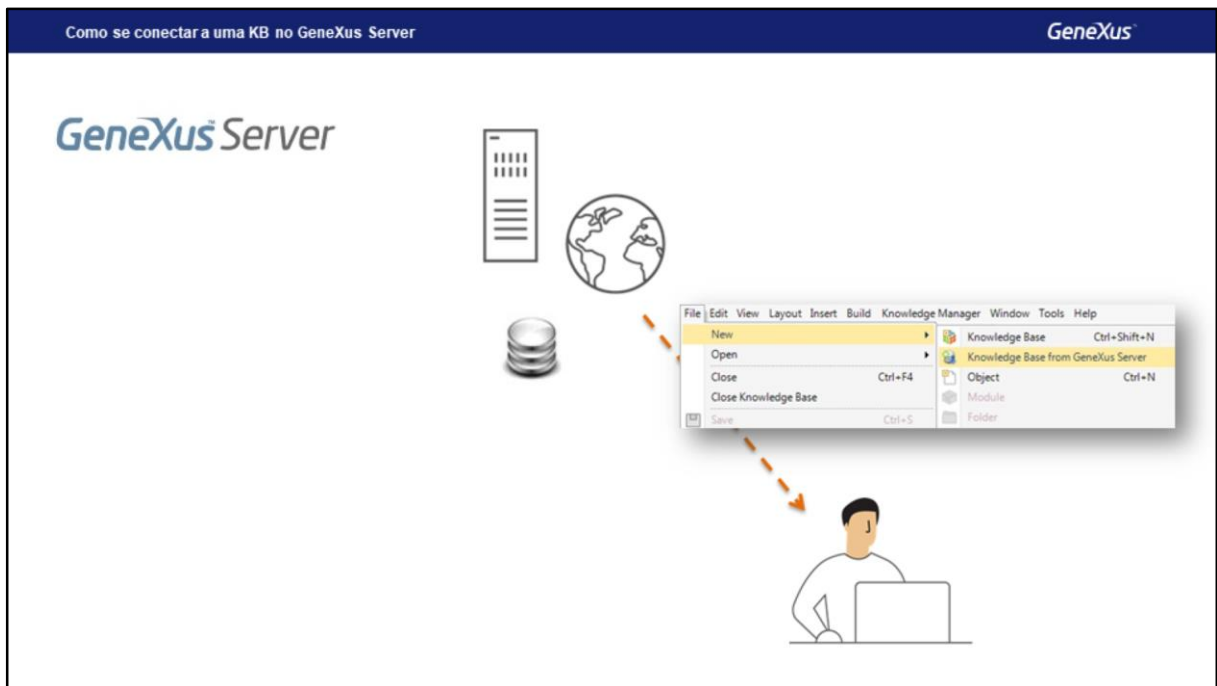 Como se conectar a uma KB no GeneXus Server
GeneXus™
GeneXus™ Server
File Edit View Layout Insert Build Knowledge Manager Window Tools Help
New
Knowledge Base Ctrl+Shift+N
Open
Knowledge Base from GeneXus Server
Close Ctrl+F4
Object Ctrl+N
Close Knowledge Base
Module
Save Ctrl+S
Folder